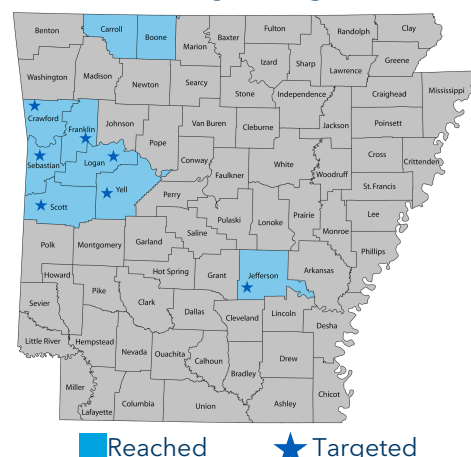 Benton
Carroll
Boone
Marion
Baxter
Fulton
Randolph
Clay
Izard
Sharp
Lawrence
Greene
Washington
Madison
Newton
Searcy
Stone
Independence
Craighead
Mississippi
Crawford
Franklin
Johnson
Pope
Van Buren
Cleburne
Jackson
Poinsett
Cross
Crittenden
Sebastian
Logan
Conway
Faulkner
White
Woodruff
St. Francis
Scott
Yell
Perry
Pulaski
Lonoke
Prairie
Lee
Monroe
Phillips
Polk
Montgomery
Garland
Saline
Hot Spring
Grant
Jefferson
Arkansas
Howard
Pike
Clark
Dallas
Cleveland
Lincoln
Desha
Sevier
Little River
Hempstead
Nevada
Ouachita
Calhoun
Bradley
Drew
Miller
Lafayette
Columbia
Union
Ashley
Chicot
Reached
Targeted